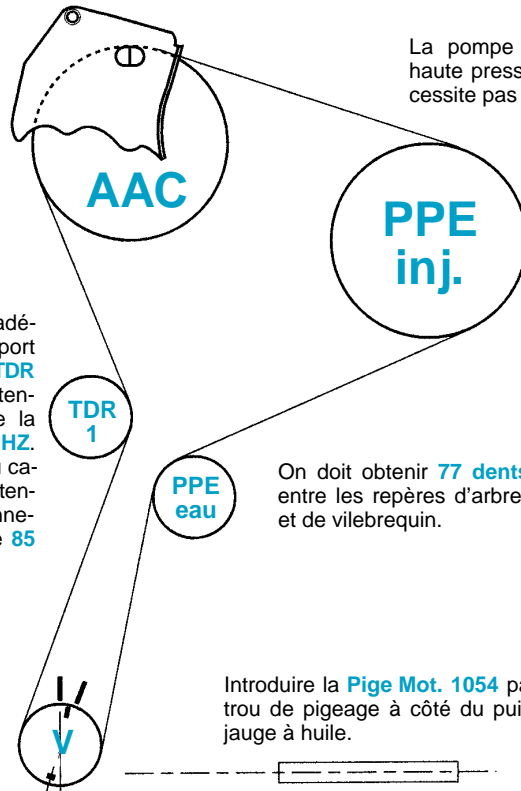 La pompe
haute press
cessite pas
AAC
PPE
inj.
adé-
port
TDR
ten-
e la
HZ.
ca-
ten-
nne-
85
TDR
1
PPE
eau
On doit obtenir 77 dents
entre les repères d'arbre
et de vilebrequin.
Introduire la Pige Mot. 1054 pa
trou de pigeage à côté du pui
jauge à huile.
V